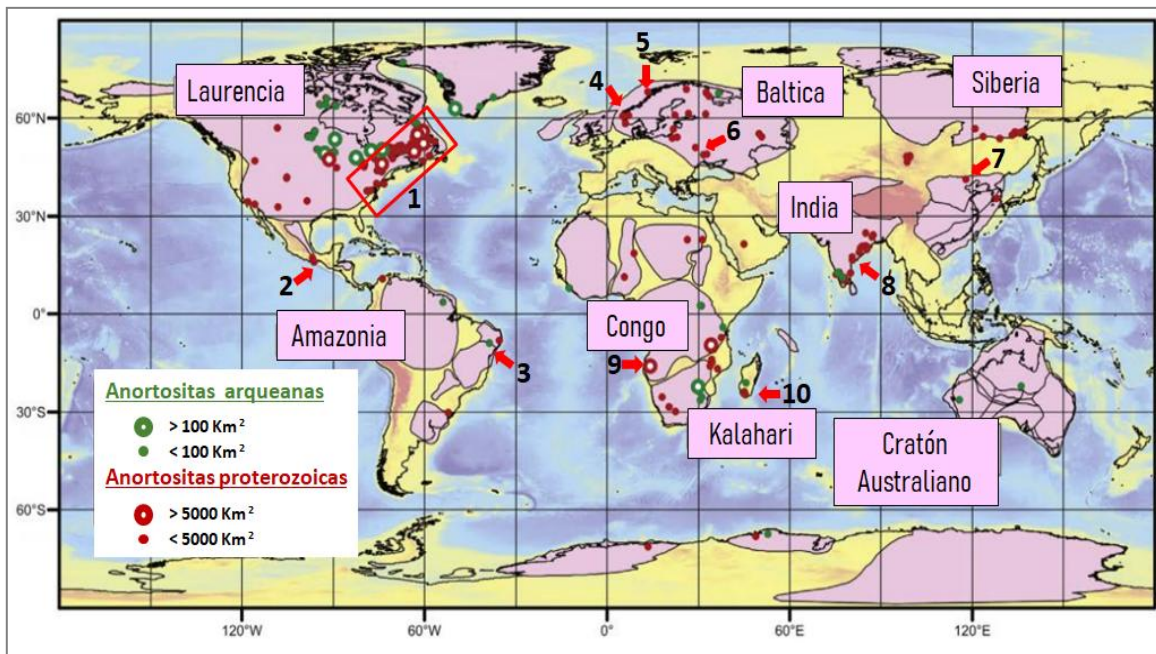 5
4
Laurencia
Baltica
Siberia
60°N
6
7
1
India
30°N
2
8
0°
Amazonia
Congo
9
3
10
Anortositas arqueanas
> 100 Km²
< 100 Km²
Anortositas proterozoicas
> 5000 Km²
< 5000 Km²
30°S
Kalahari
Cratón
Australiano
60°S
120°W
60°W
0°
60°E
120°E